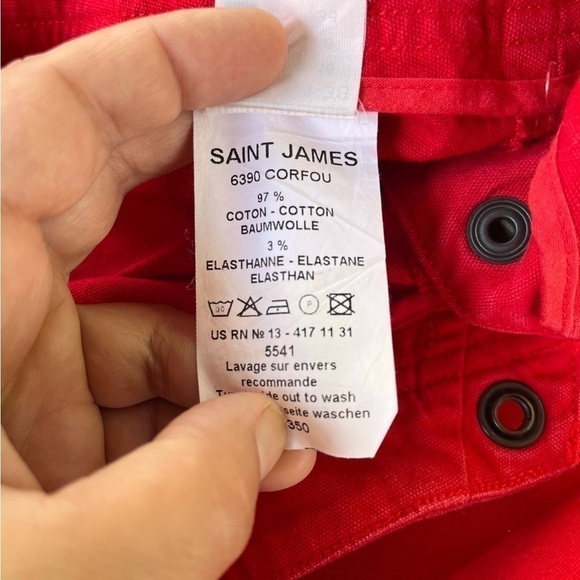 SAINT JAMES
6390 CORFOU
97 %
COTON - COTTON
BAUMWOLLE
3 %
ELASTHANNE - ELASTANE
ELASTHAN
30 P
US RN № 13 - 417 11 31
5541
Lavage sur envers
recommande
out to wash
seite waschen
350